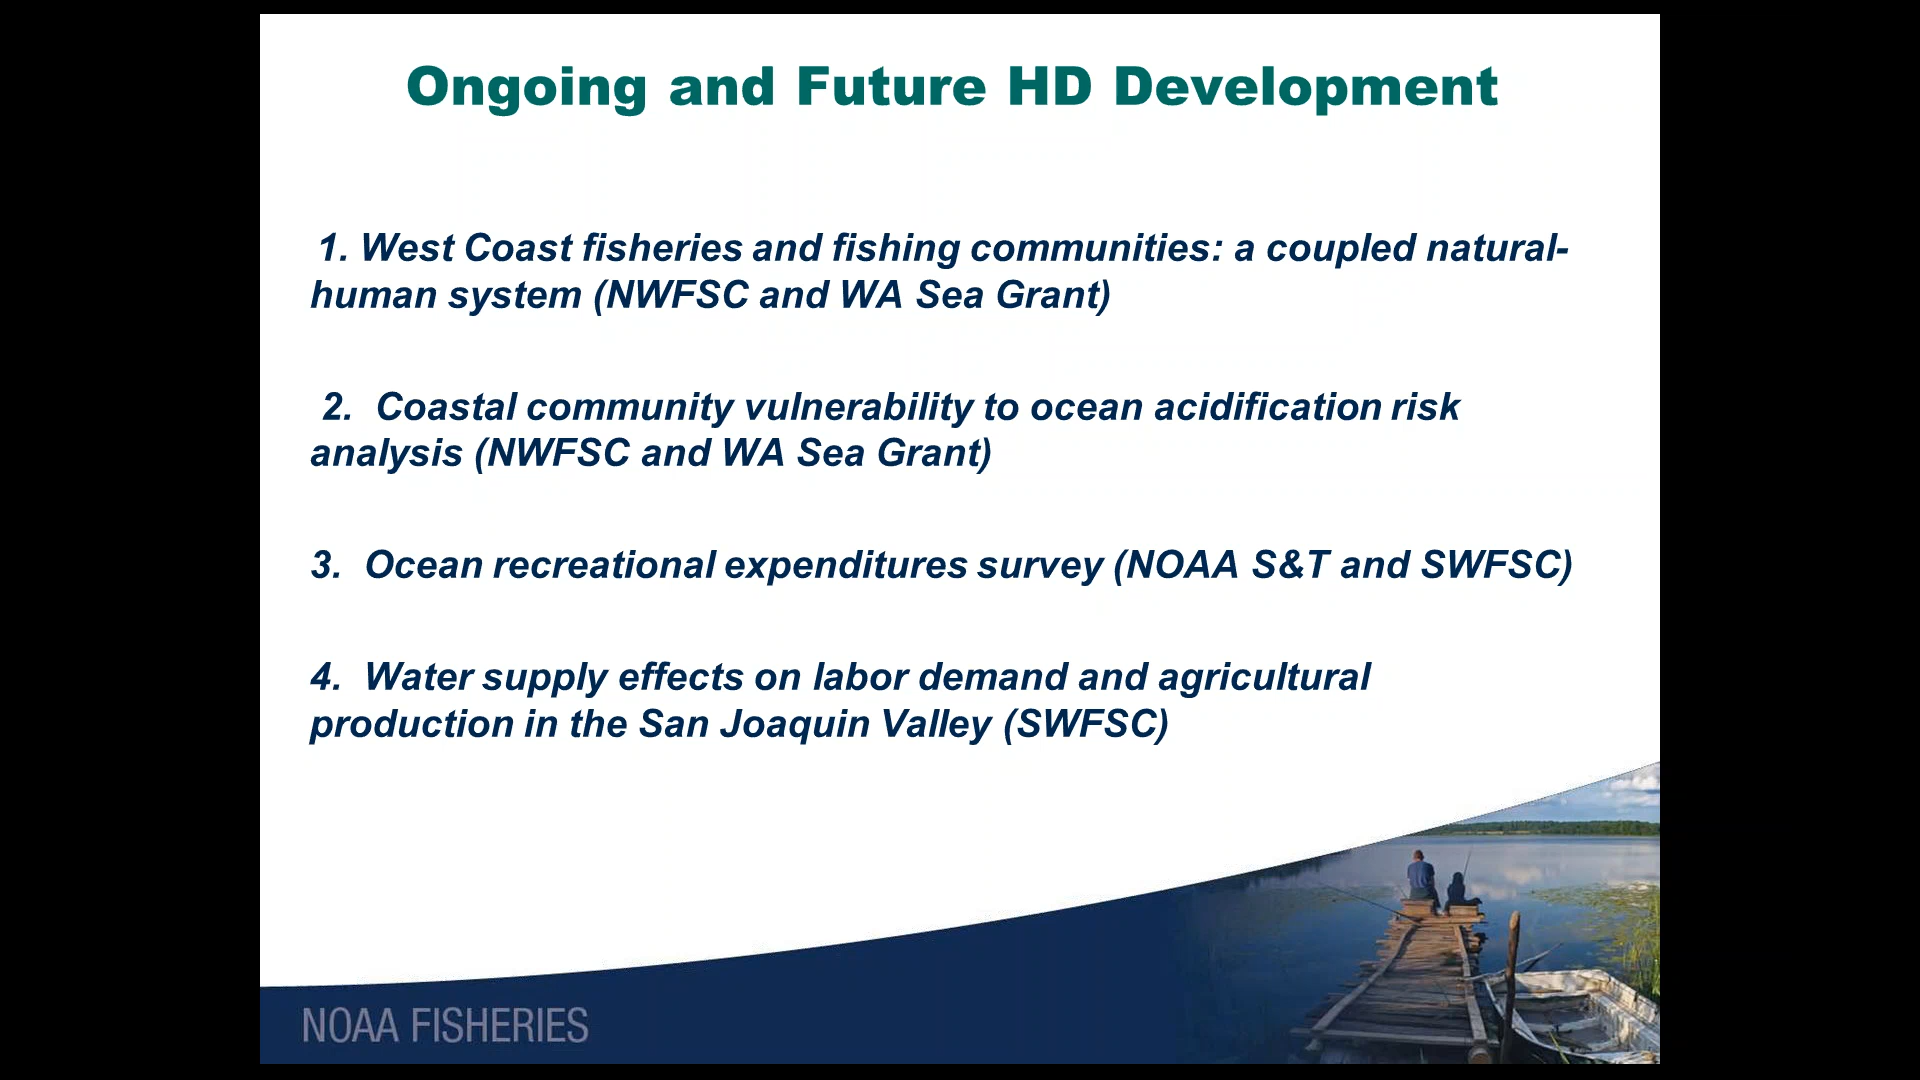 Ongoing and Future HD Development
1. West Coast fisheries and fishing communities: a coupled natural-
human system (NWFSC and WA Sea Grant)
2. Coastal community vulnerability to ocean acidification risk
analysis (NWFSC and WA Sea Grant)
3. Ocean recreational expenditures survey (NOAA S&T and SWFSC)
4. Water supply effects on labor demand and agricultural
production in the San Joaquin Valley (SWFSC)
NOAA FISHERIES